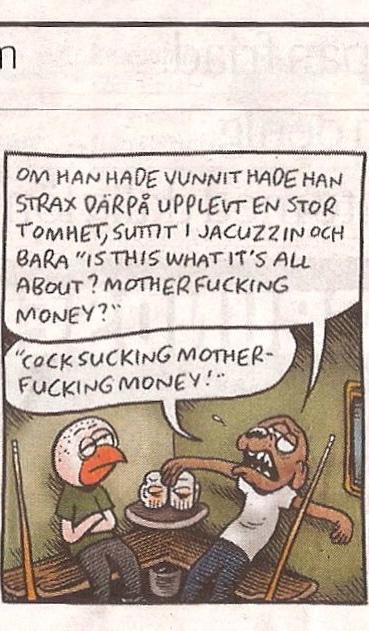 n
OM HAN HADE VUNNIT HADE HAN
STRAX DÄRPÅ UPPLEVT EN STOR
TOMHET, SUTTIT I JACUZZIN OCH
BARA "IS THIS WHAT IT'S ALL
ABOUT? MOTHERFUCKING
MONEY?"
"COCKSUCKING MOTHER-
FUCKING MONEY!"